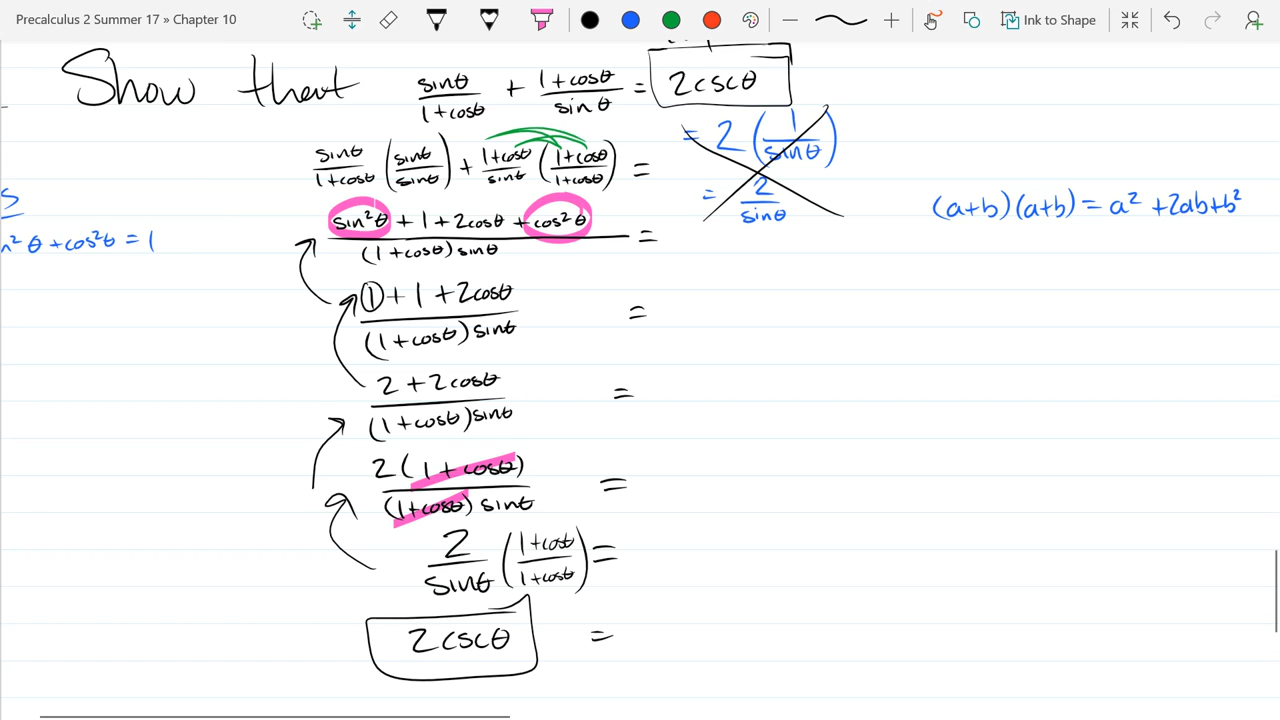 Precalculus 2 Summer 17 » Chapter 10
Ink to Shape
Show that sinθ/(1+cosθ) + (1+cosθ)/sinθ = 2cscθ
= 2(1/sinθ)
= 2/sinθ
sinθ/(1+cosθ) (sinθ/sinθ) + (1+cosθ)/sinθ ((1+cosθ)/(1+cosθ)) =
(a+b)(a+b) = a² + 2ab + b²
(sin²θ + 1 + 2cosθ + cos²θ)/((1+cosθ) sinθ) =
n²θ + cos²θ = 1
(1 + 1 + 2cosθ)/((1+cosθ) sinθ) =
(2 + 2cosθ)/((1+cosθ) sinθ) =
2(1+cosθ)/((1+cosθ) sinθ) =
2/sinθ ((1+cosθ)/(1+cosθ)) =
2cscθ =